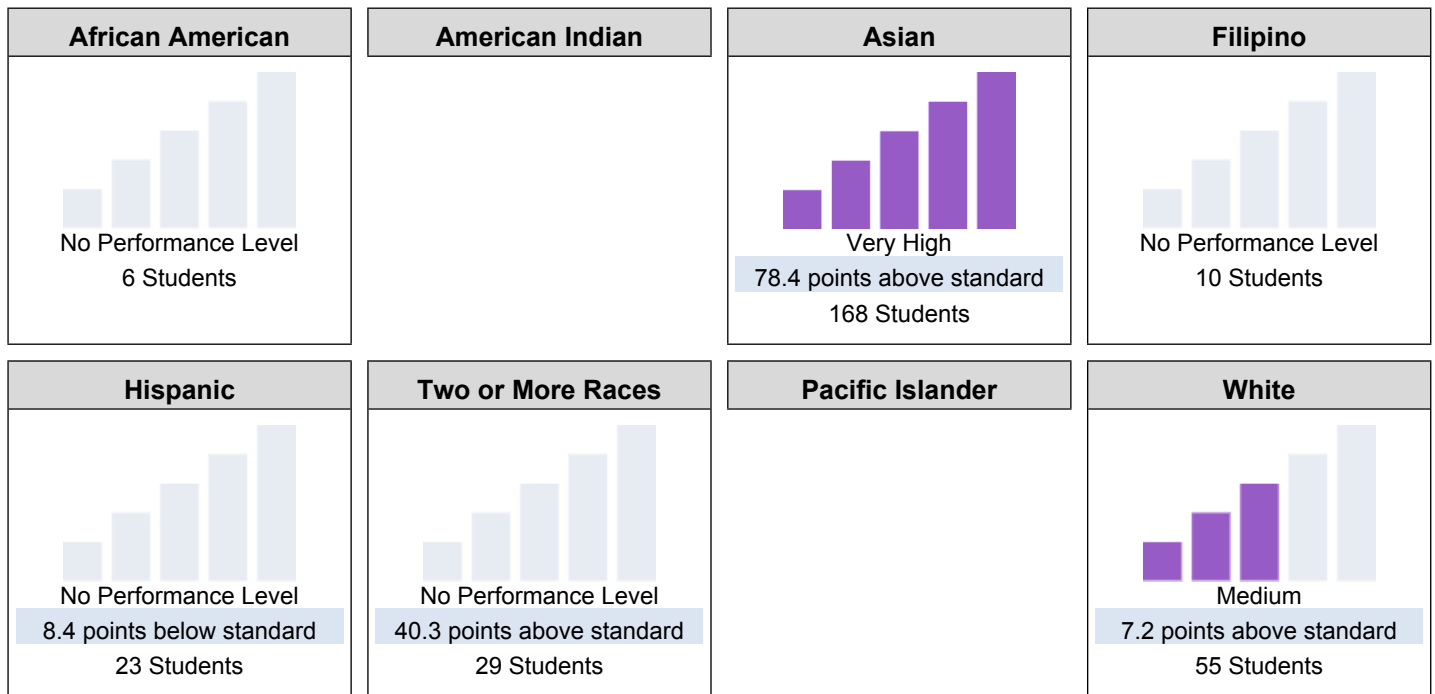 African American
No Performance Level
6 Students
American Indian
Asian
Very High
78.4 points above standard
168 Students
Filipino
No Performance Level
10 Students
Hispanic
No Performance Level
8.4 points below standard
23 Students
Two or More Races
No Performance Level
40.3 points above standard
29 Students
Pacific Islander
White
Medium
7.2 points above standard
55 Students